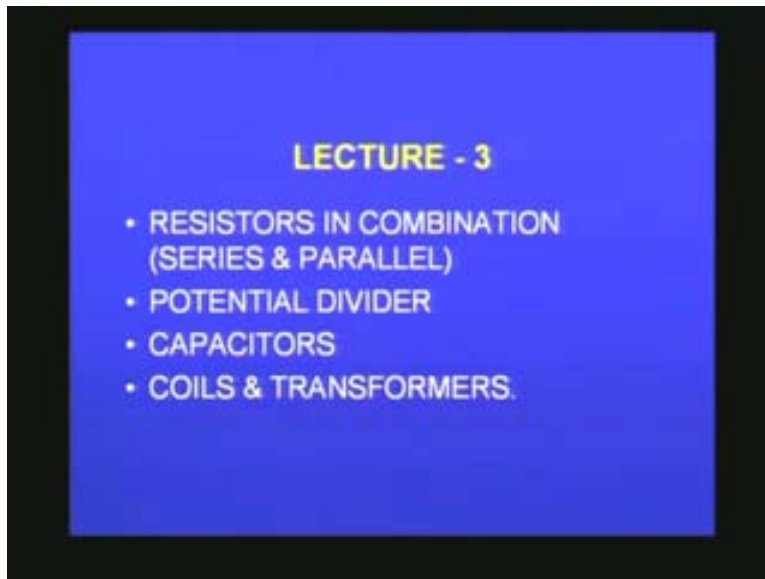 LECTURE - 3
• RESISTORS IN COMBINATION
(SERIES & PARALLEL)
• POTENTIAL DIVIDER
• CAPACITORS
• COILS & TRANSFORMERS.